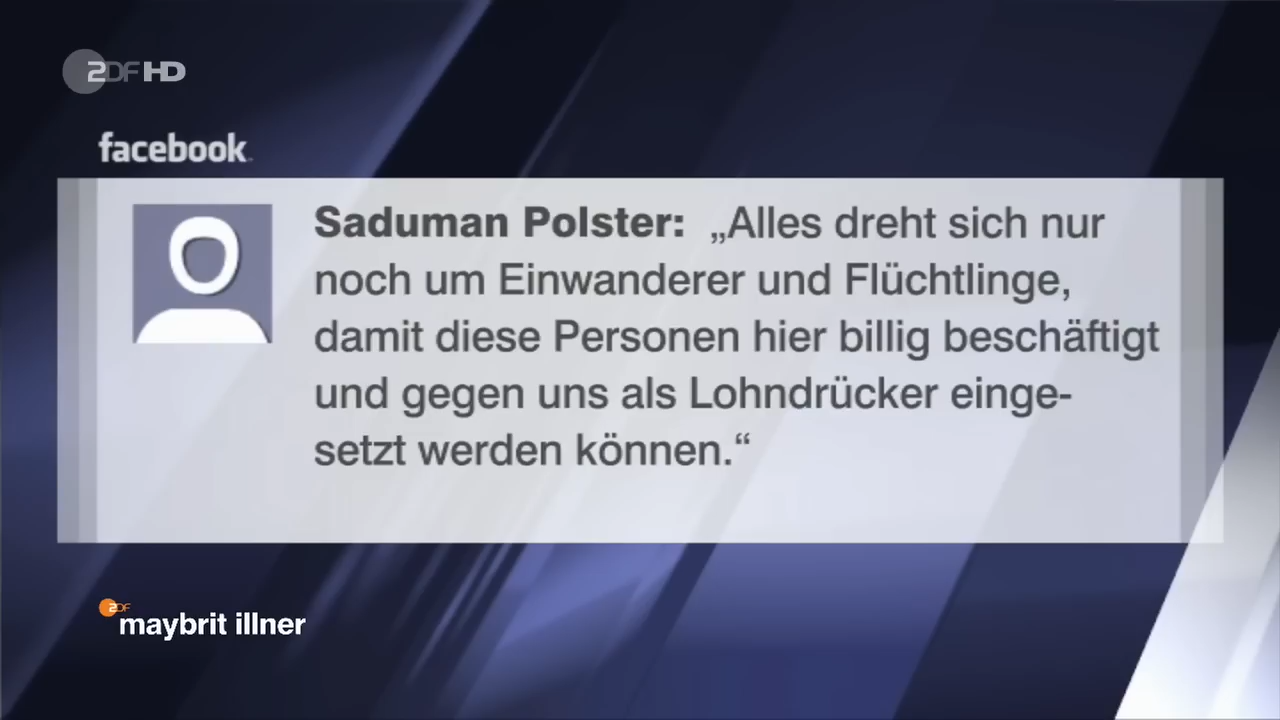 ZDF HD
facebook
Saduman Polster: „Alles dreht sich nur
noch um Einwanderer und Flüchtlinge,
damit diese Personen hier billig beschäftigt
und gegen uns als Lohndrücker einge-
setzt werden können.“
ZDF
maybrit illner